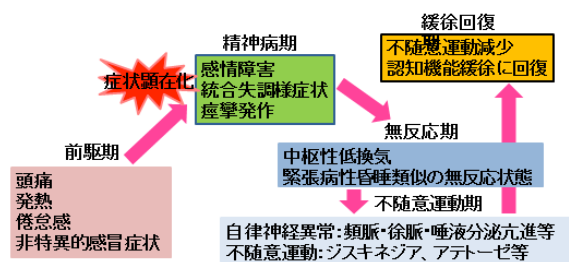 前駆期
頭痛
発熱
倦怠感
非特異的感冒症状
症状顕在化
精神病期
感情障害
統合失調様症状
痙攣発作
無反応期
中枢性低換気
緊張病性昏睡類似の無反応状態
不随意運動期
自律神経異常:頻脈・徐脈・唾液分泌亢進等
不随意運動:ジスキネジア、アテトーゼ等
緩徐回復期
不随意運動減少
認知機能緩徐に回復